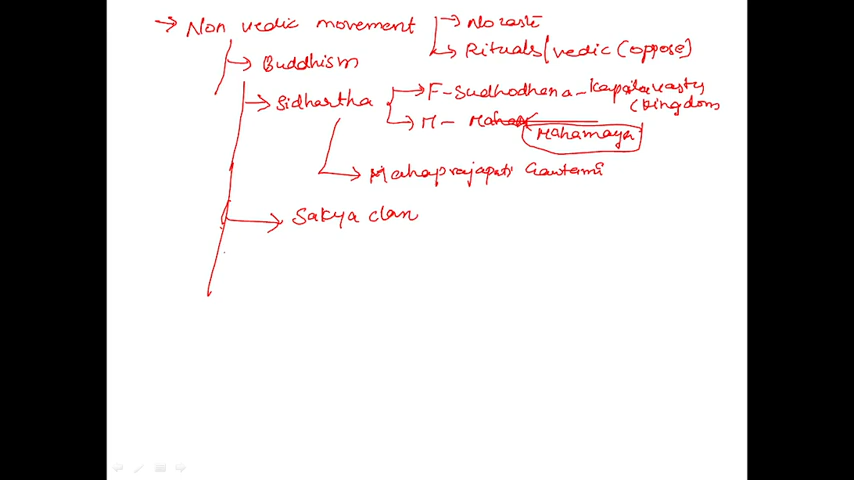 → Non vedic movement → No caste
→ Rituals/vedic (oppose)
→ Buddhism
→ Sidhartha → F - Sudhodhana - Kapilavastu
(Kingdom
→ M - Mahamaya
→ Mahaprajapati Gautami
→ Sakya clan